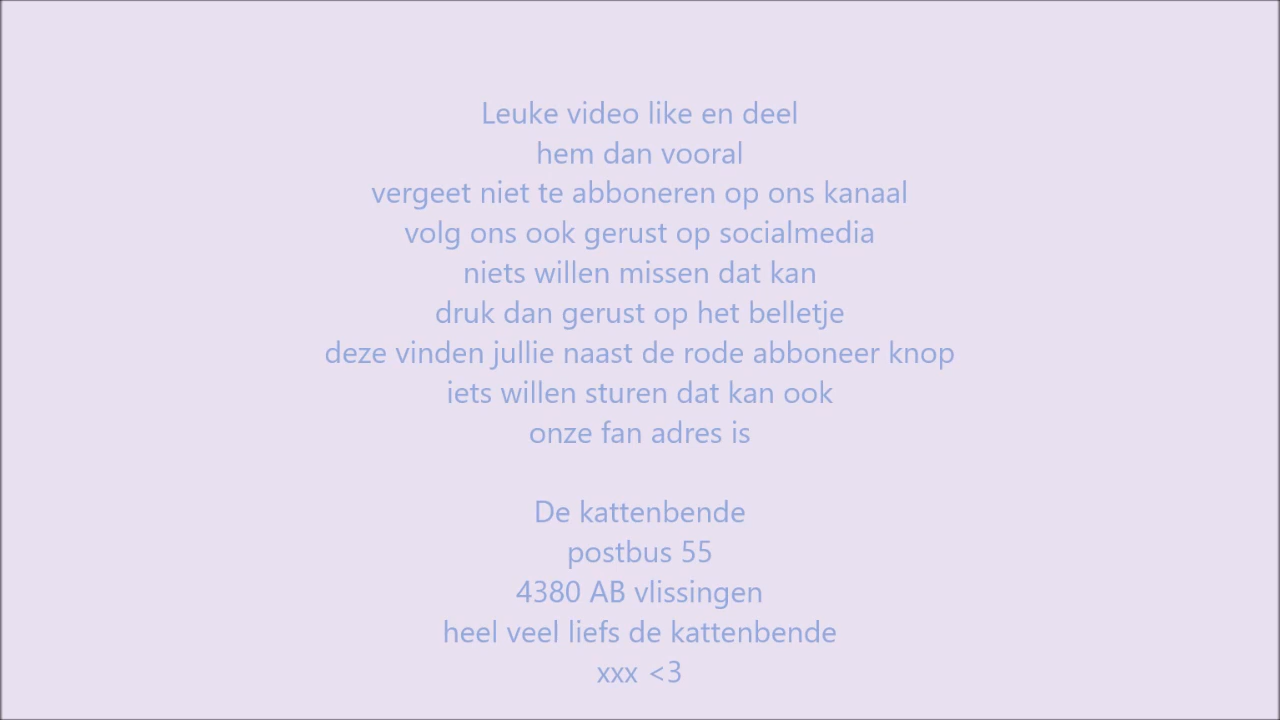 Leuke video like en deel
hem dan vooral
vergeet niet te abboneren op ons kanaal
volg ons ook gerust op socialmedia
niets willen missen dat kan
druk dan gerust op het belletje
deze vinden jullie naast de rode abboneer knop
iets willen sturen dat kan ook
onze fan adres is
De kattenbende
postbus 55
4380 AB vlissingen
heel veel liefs de kattenbende
xxx <3